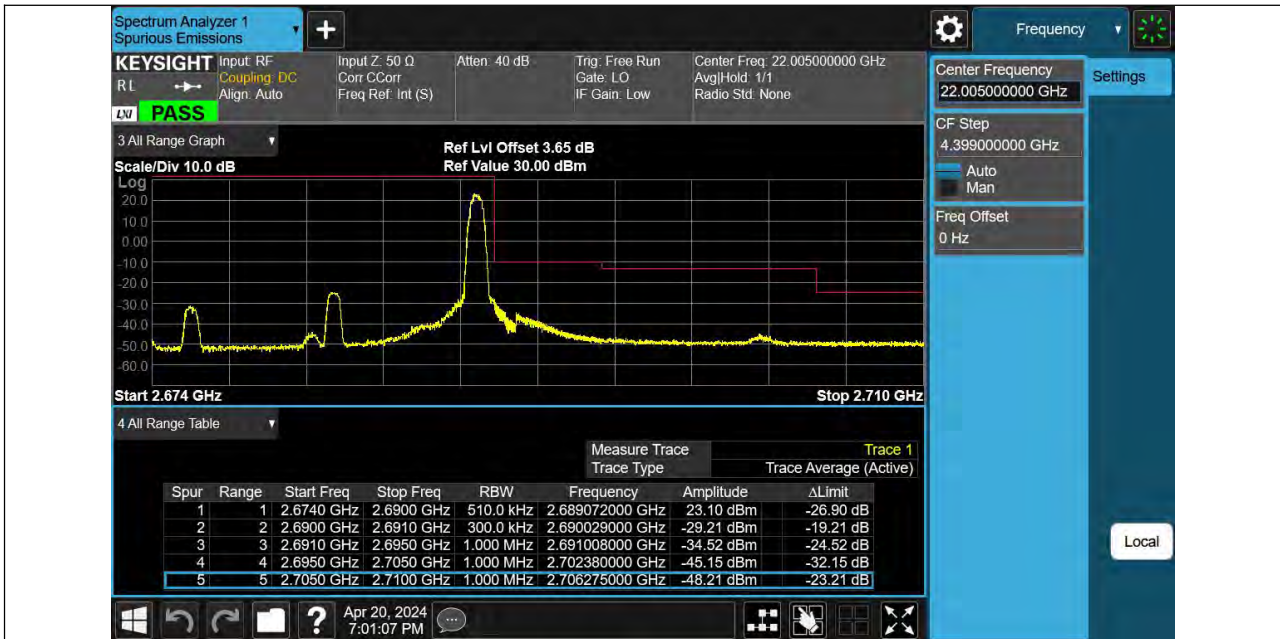 Spectrum Analyzer 1
Spurious Emissions
Frequency
KEYSIGHT
RL
LXI
PASS
Input: RF
Coupling: DC
Align: Auto
Input Z: 50 Ω
Corr CCorr
Freq Ref: Int (S)
Atten: 40 dB
Trig: Free Run
Gate: LO
IF Gain: Low
Center Freq: 22.005000000 GHz
Avg|Hold: 1/1
Radio Std: None
Center Frequency
22.005000000 GHz
Settings
CF Step
4.399000000 GHz
Auto
Man
Freq Offset
0 Hz
Local
3 All Range Graph
Scale/Div 10.0 dB
Ref Lvl Offset 3.65 dB
Ref Value 30.00 dBm
Log
20.0
10.0
0.00
-10.0
-20.0
-30.0
-40.0
-50.0
-60.0
Start 2.674 GHz
Stop 2.710 GHz
4 All Range Table
Measure Trace Trace 1
Trace Type Trace Average (Active)
Spur Range Start Freq Stop Freq RBW Frequency Amplitude ΔLimit
1 1 2.6740 GHz 2.6900 GHz 510.0 kHz 2.689072000 GHz 23.10 dBm -26.90 dB
2 2 2.6900 GHz 2.6910 GHz 300.0 kHz 2.690029000 GHz -29.21 dBm -19.21 dB
3 3 2.6910 GHz 2.6950 GHz 1.000 MHz 2.691008000 GHz -34.52 dBm -24.52 dB
4 4 2.6950 GHz 2.7050 GHz 1.000 MHz 2.702380000 GHz -45.15 dBm -32.15 dB
5 5 2.7050 GHz 2.7100 GHz 1.000 MHz 2.706275000 GHz -48.21 dBm -23.21 dB
Apr 20, 2024
7:01:07 PM